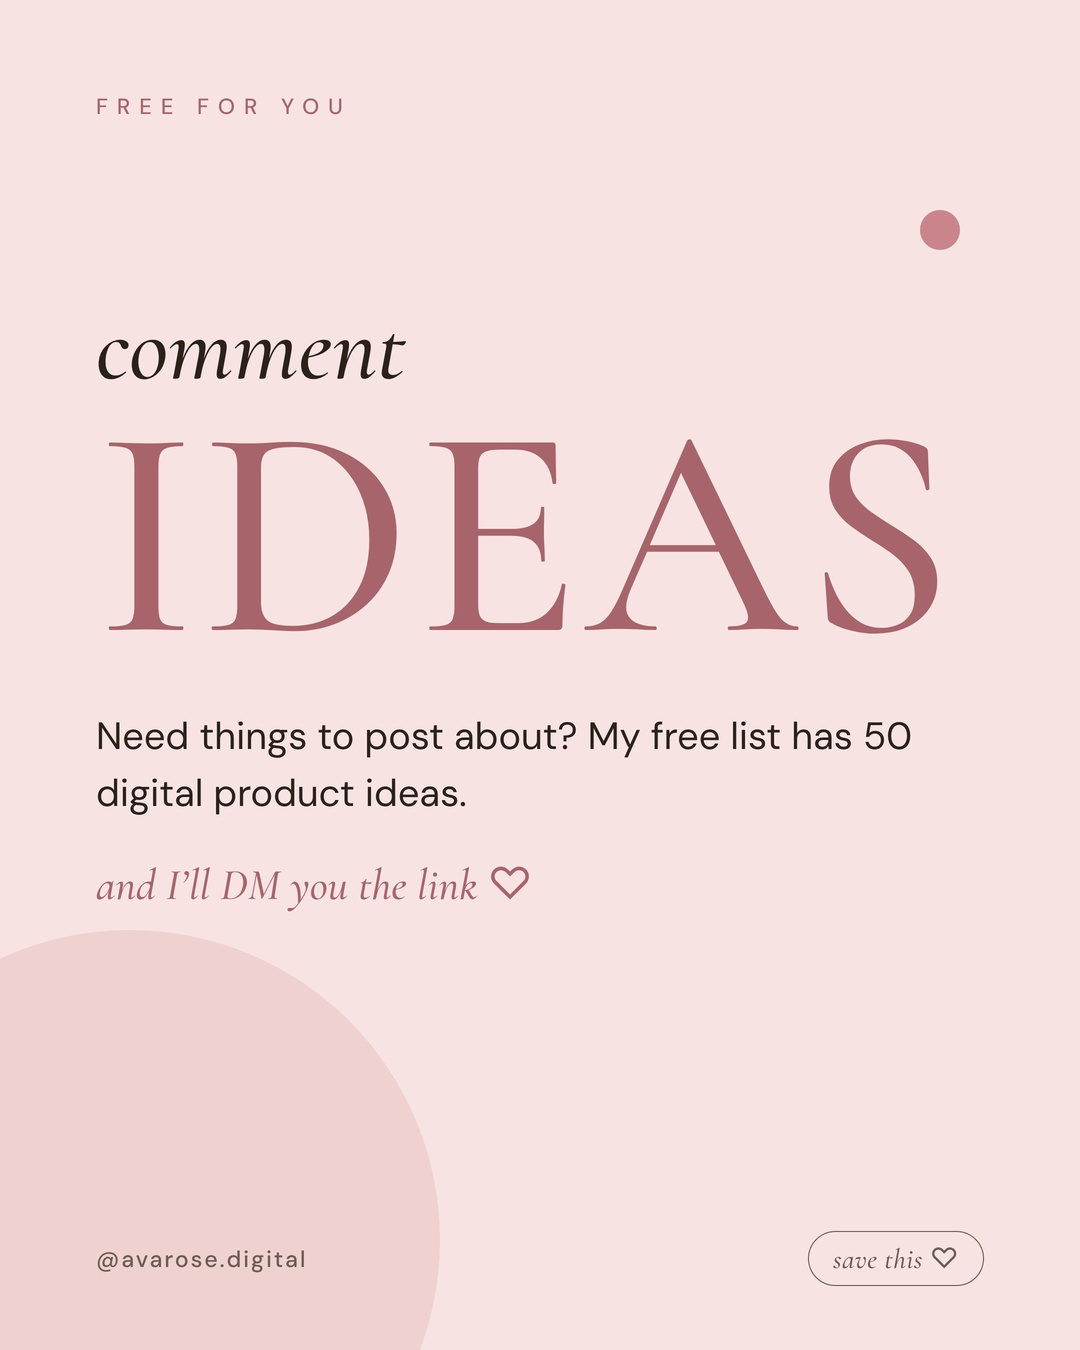 FREE FOR YOU
comment
IDEAS
Need things to post about? My free list has 50
digital product ideas.
and I’ll DM you the link ♡
@avarose.digital
save this ♡